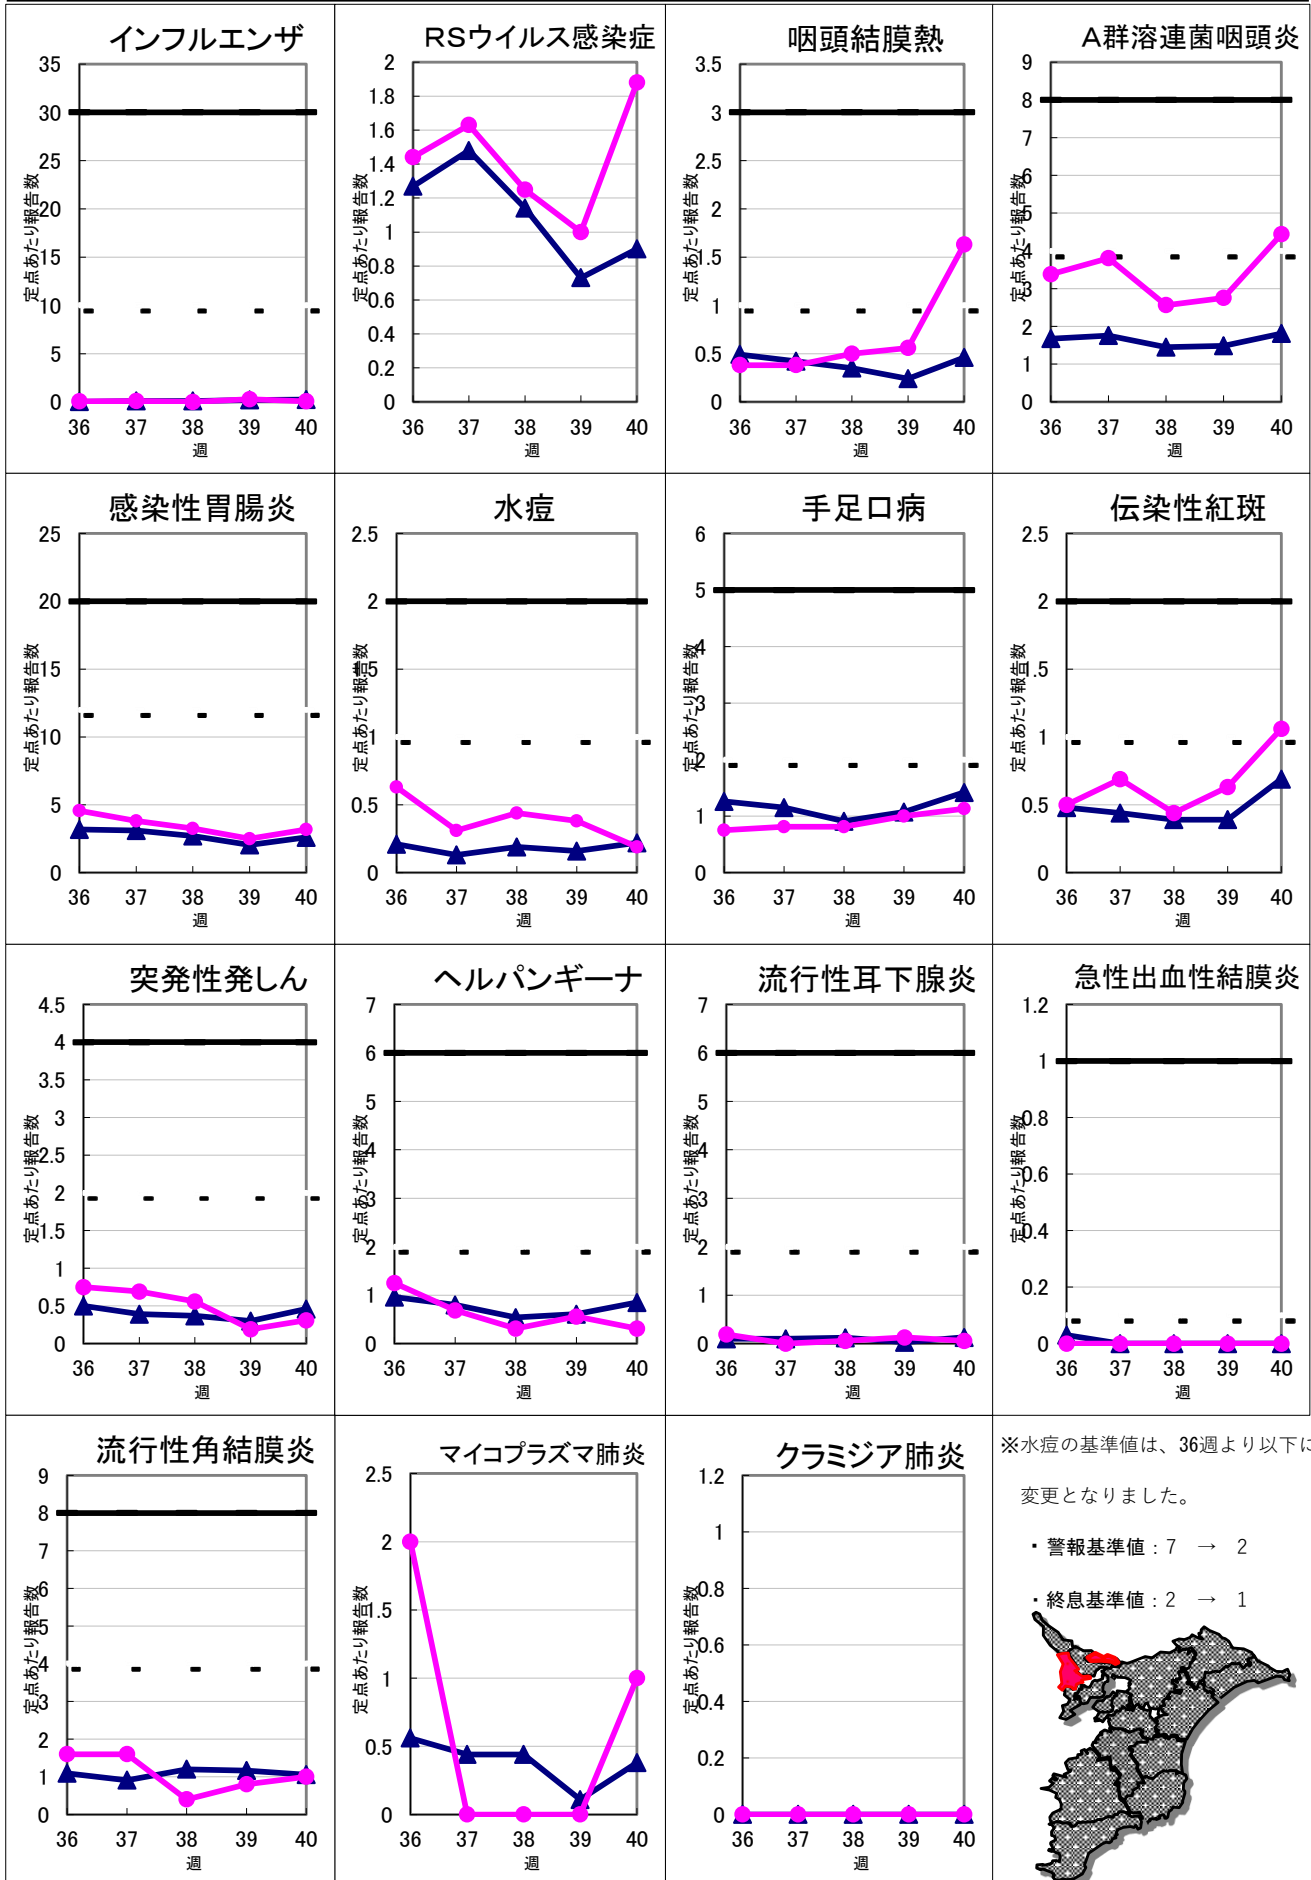 インフルエンザ
35
30
25
20
15
10
5
0
定点あたり報告数
36 37 38 39 40
週
RSウイルス感染症
2
1.8
1.6
1.4
1.2
1
0.8
0.6
0.4
0.2
0
定点あたり報告数
36 37 38 39 40
週
咽頭結膜熱
3.5
3
2.5
2
1.5
1
0.5
0
定点あたり報告数
36 37 38 39 40
週
A群溶連菌咽頭炎
9
8
7
6
5
4
3
2
1
0
定点あたり報告数
36 37 38 39 40
週
感染性胃腸炎
25
20
15
10
5
0
定点あたり報告数
36 37 38 39 40
週
水痘
2.5
2
1.5
1
0.5
0
定点あたり報告数
36 37 38 39 40
週
手足口病
6
5
4
3
2
1
0
定点あたり報告数
36 37 38 39 40
週
伝染性紅斑
2.5
2
1.5
1
0.5
0
定点あたり報告数
36 37 38 39 40
週
突発性発しん
4.5
4
3.5
3
2.5
2
1.5
1
0.5
0
定点あたり報告数
36 37 38 39 40
週
ヘルパンギーナ
7
6
5
4
3
2
1
0
定点あたり報告数
36 37 38 39 40
週
流行性耳下腺炎
7
6
5
4
3
2
1
0
定点あたり報告数
36 37 38 39 40
週
急性出血性結膜炎
1.2
1
0.8
0.6
0.4
0.2
0
定点あたり報告数
36 37 38 39 40
週
流行性角結膜炎
9
8
7
6
5
4
3
2
1
0
定点あたり報告数
36 37 38 39 40
週
マイコプラズマ肺炎
2.5
2
1.5
1
0.5
0
定点あたり報告数
36 37 38 39 40
週
クラミジア肺炎
1.2
1
0.8
0.6
0.4
0.2
0
定点あたり報告数
36 37 38 39 40
週
※水痘の基準値は、36週より以下に
変更となりました。
・警報基準値：7 → 2
・終息基準値：2 → 1